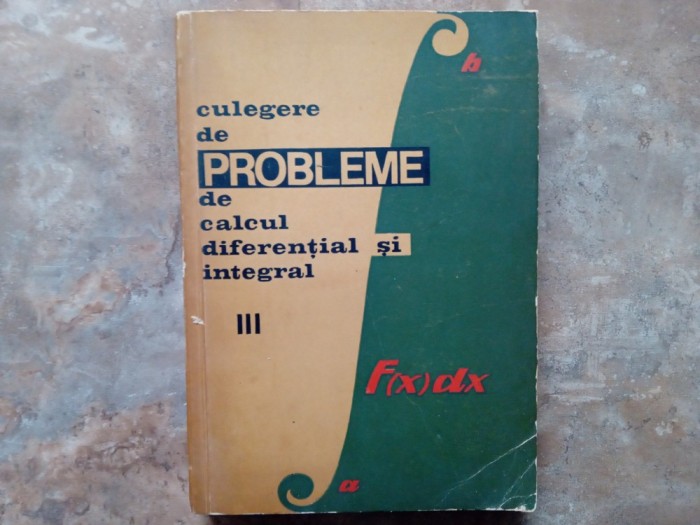 b
culegere
de
PROBLEME
de
calcul
diferențial și
integral
III
F(x)dx
a